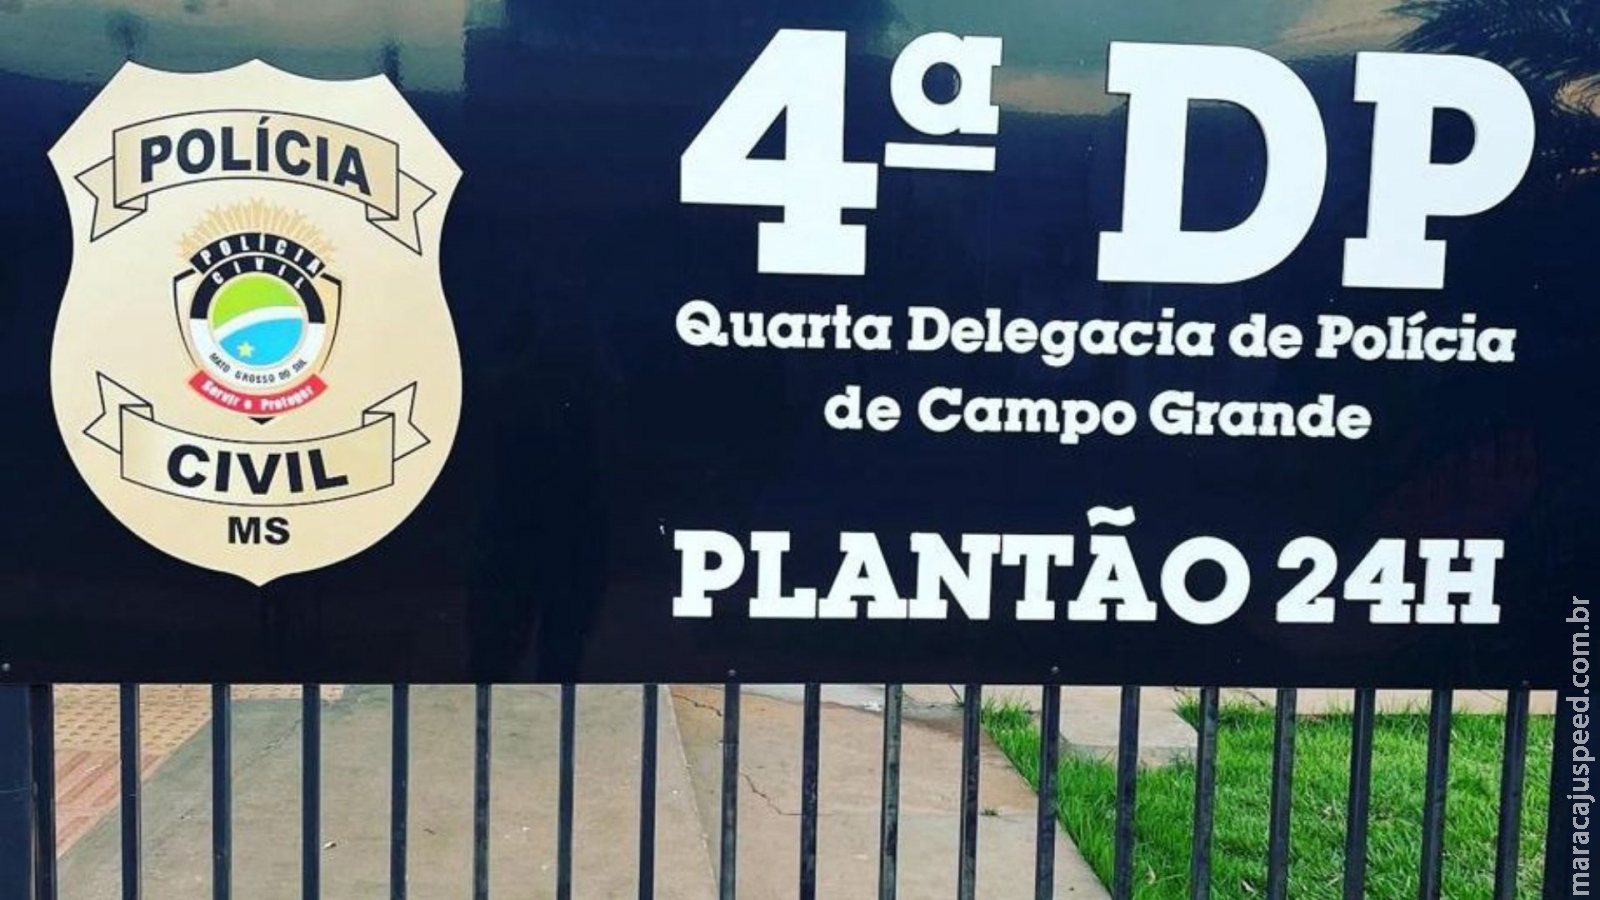 POLÍCIA
POLÍCIA
CIVIL
MATO GROSSO DO SUL
Servir e Proteger
CIVIL
MS
4ª DP
Quarta Delegacia de Polícia
de Campo Grande
PLANTÃO 24H
maracajuspeed.com.br